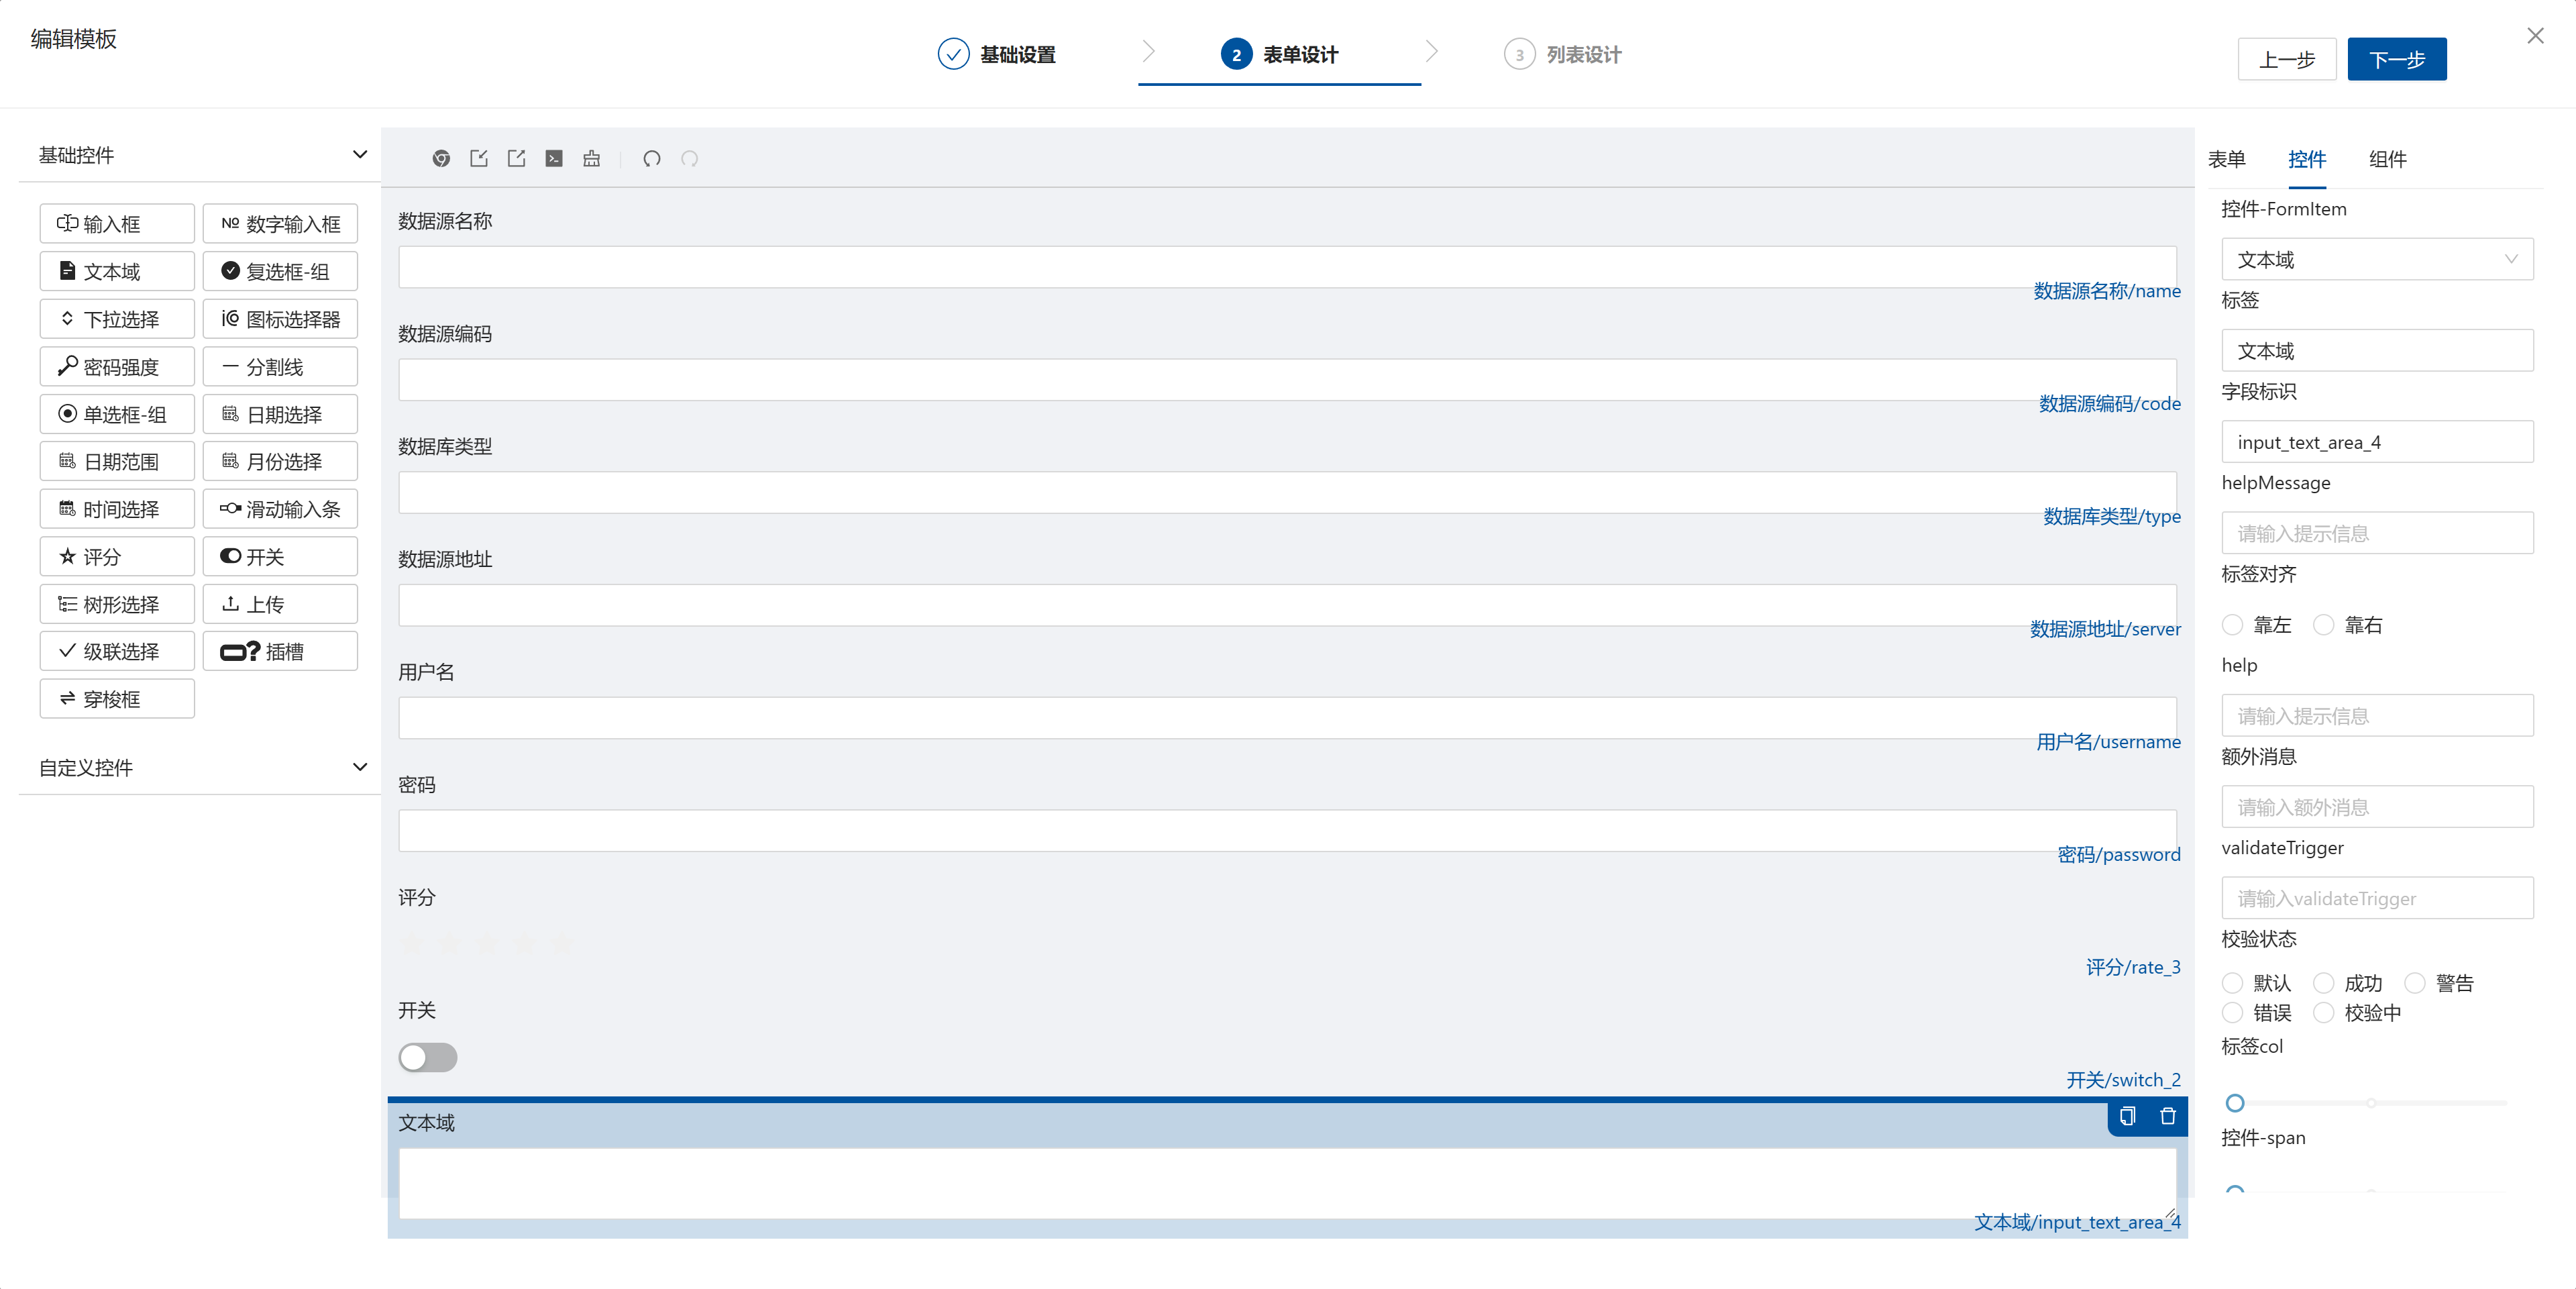 编辑模板
基础设置
2 表单设计
3 列表设计
上一步
下一步
基础控件
输入框
Nº 数字输入框
文本域
复选框-组
下拉选择
图标选择器
密码强度
分割线
单选框-组
日期选择
日期范围
月份选择
时间选择
滑动输入条
评分
开关
树形选择
上传
级联选择
插槽
穿梭框
自定义控件
数据源名称
数据源名称/name
数据源编码
数据源编码/code
数据库类型
数据库类型/type
数据源地址
数据源地址/server
用户名
用户名/username
密码
密码/password
评分
评分/rate_3
开关
开关/switch_2
文本域
文本域/input_text_area_4
表单
控件
组件
控件-FormItem
文本域
标签
文本域
字段标识
input_text_area_4
helpMessage
请输入提示信息
标签对齐
靠左 靠右
help
请输入提示信息
额外消息
请输入额外消息
validateTrigger
请输入validateTrigger
校验状态
默认 成功 警告
错误 校验中
标签col
控件-span